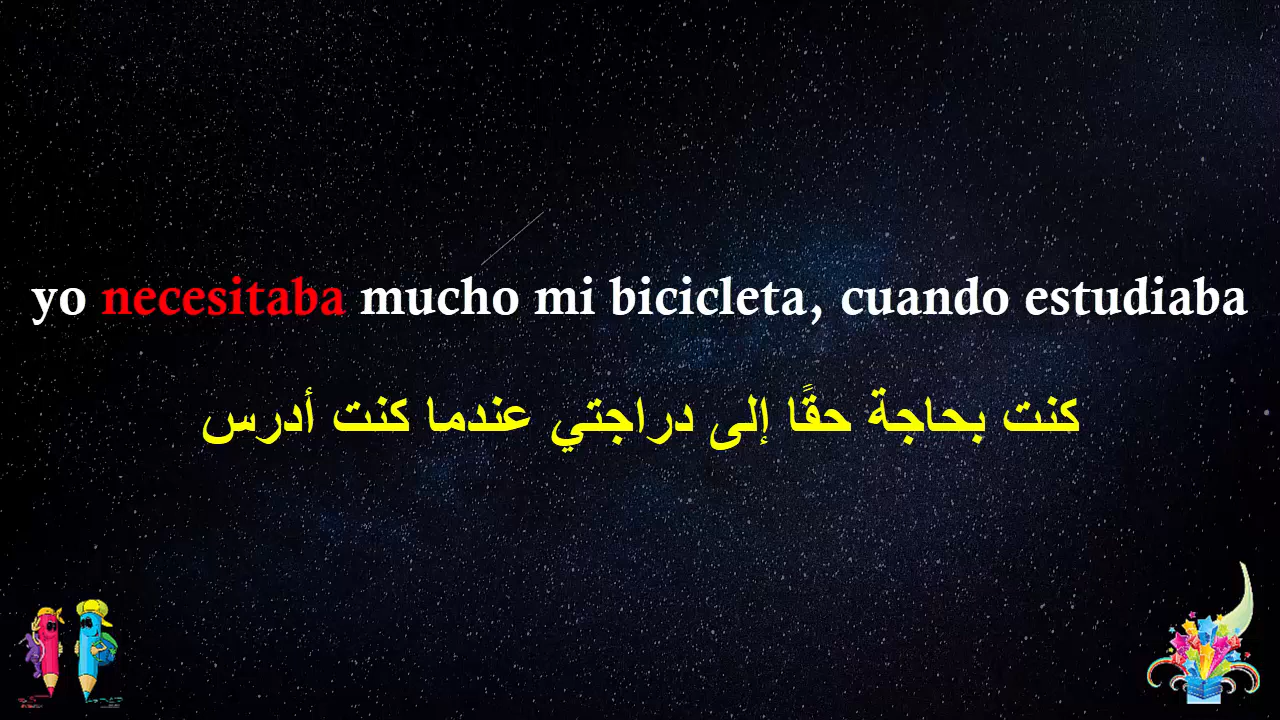 yo necesitaba mucho mi bicicleta, cuando estudiaba
كنت بحاجة حقًا إلى دراجتي عندما كنت أدرس